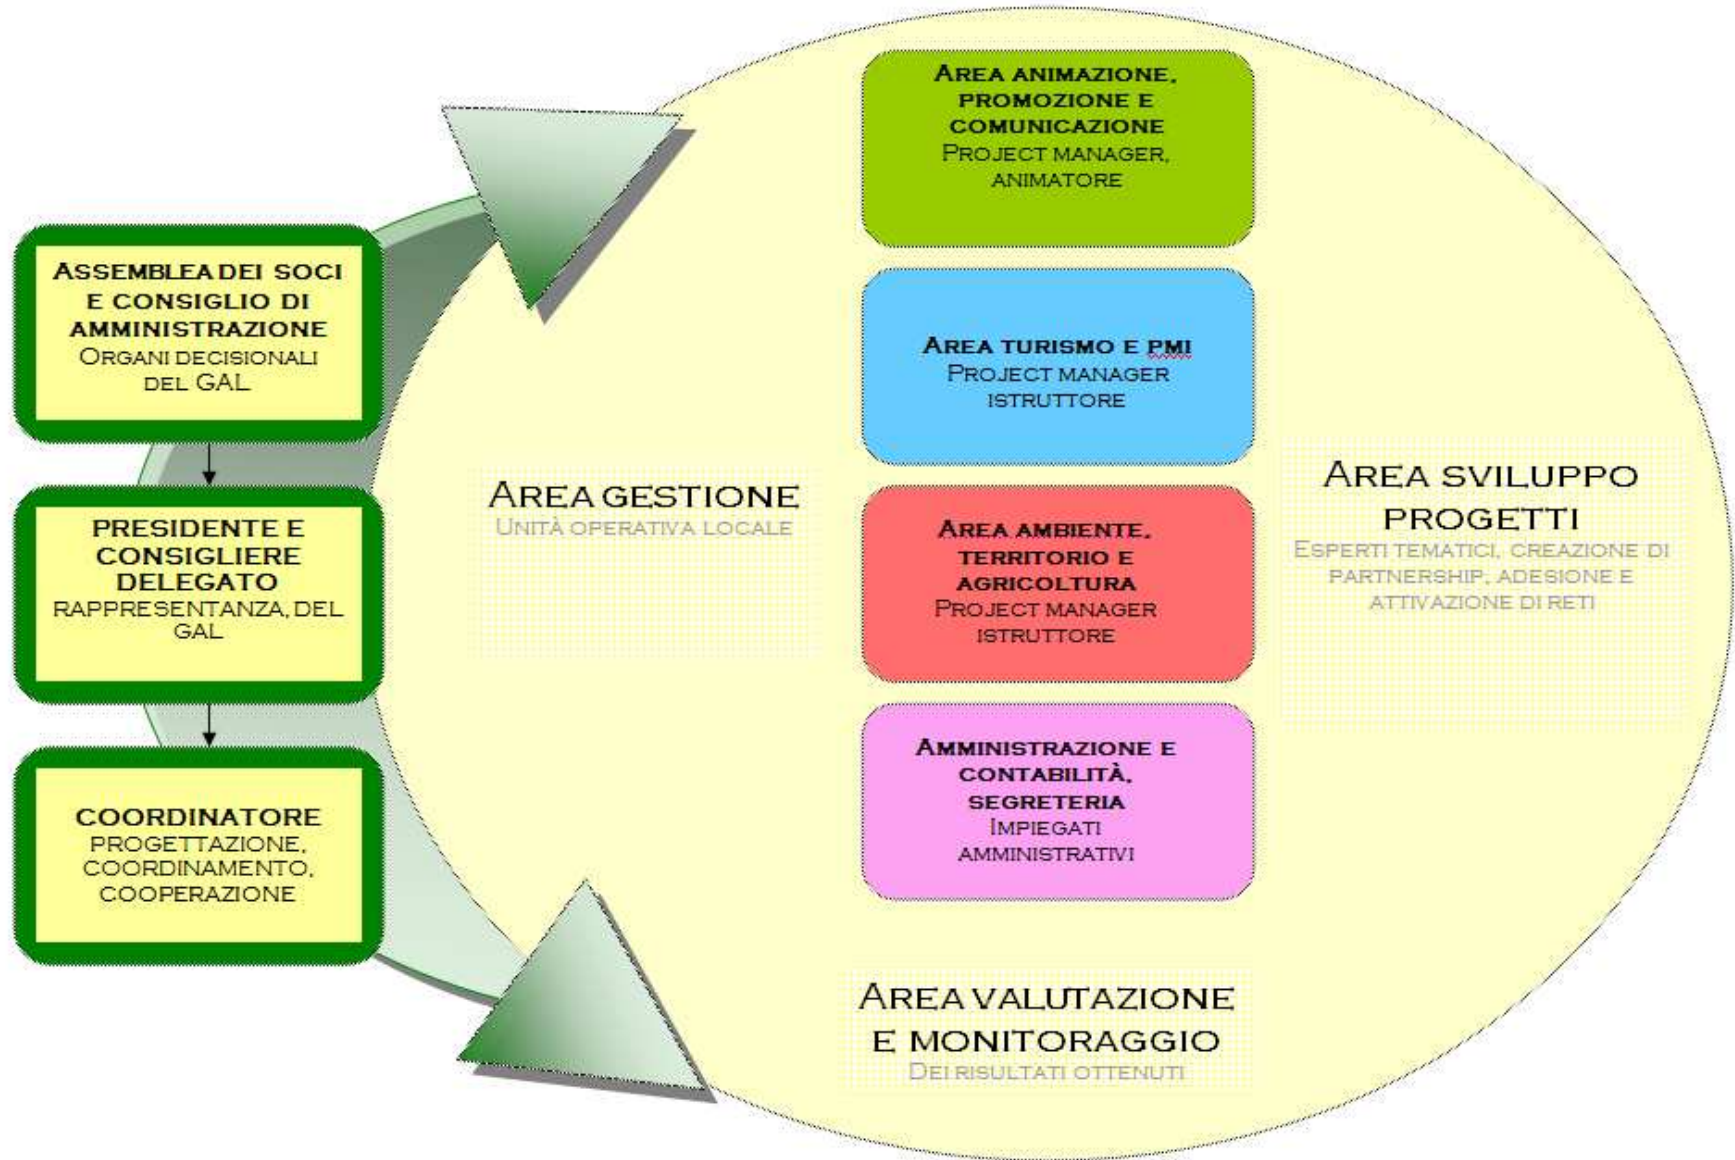 ASSEMBLEA DEI SOCI
E CONSIGLIO DI
AMMINISTRAZIONE
ORGANI DECISIONALI
DEL GAL
PRESIDENTE E
CONSIGLIERE
DELEGATO
RAPPRESENTANZA, DEL
GAL
COORDINATORE
PROGETTAZIONE,
COORDINAMENTO,
COOPERAZIONE
AREA GESTIONE
UNITÀ OPERATIVA LOCALE
AREA ANIMAZIONE,
PROMOZIONE E
COMUNICAZIONE
PROJECT MANAGER,
ANIMATORE
AREA TURISMO E PMI
PROJECT MANAGER
ISTRUTTORE
AREA AMBIENTE,
TERRITORIO E
AGRICOLTURA
PROJECT MANAGER
ISTRUTTORE
AMMINISTRAZIONE E
CONTABILITÀ,
SEGRETERIA
IMPIEGATI
AMMINISTRATIVI
AREA VALUTAZIONE
E MONITORAGGIO
DEI RISULTATI OTTENUTI
AREA SVILUPPO
PROGETTI
ESPERTI TEMATICI, CREAZIONE DI
PARTNERSHIP, ADESIONE E
ATTIVAZIONE DI RETI